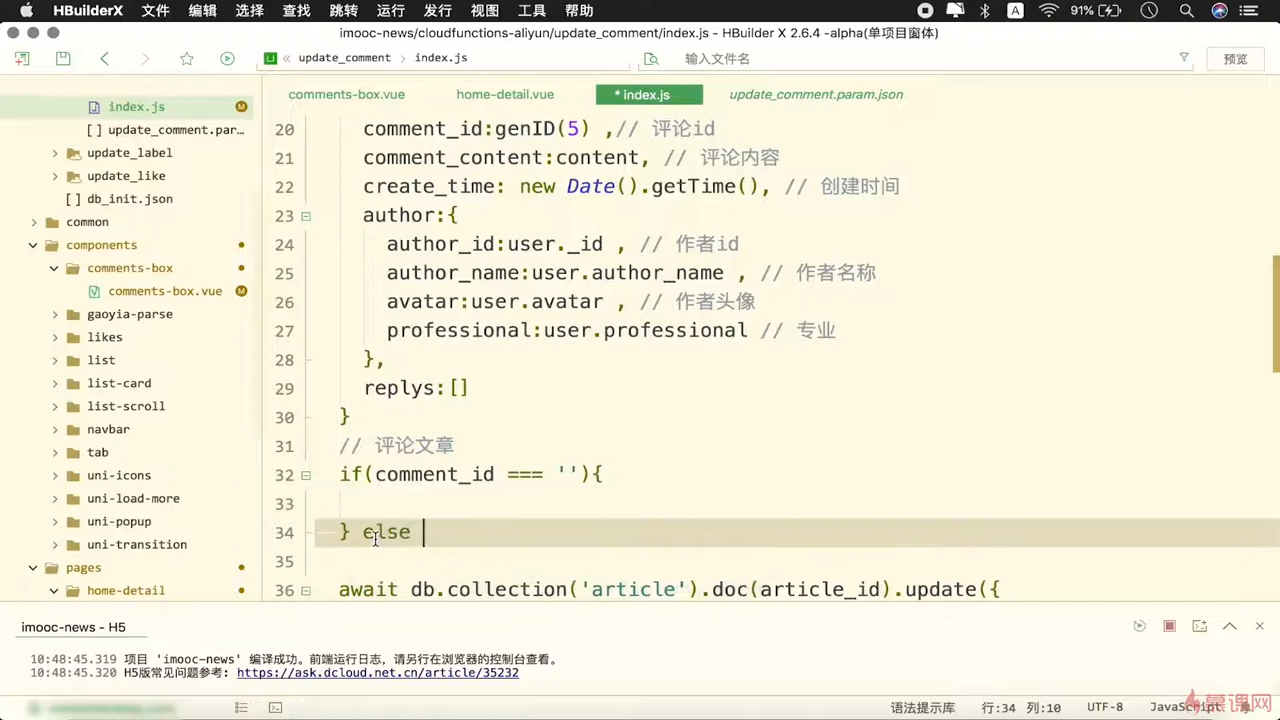 HBuilderX 文件 编辑 选择 查找 跳转 运行 发行 视图 工具 帮助 A 91%
imooc-news/cloudfunctions-aliyun/update_comment/index.js - HBuilder X 2.6.4 -alpha(单项目窗体)
U « update_comment › index.js 输入文件名 预览
comments-box.vue home-detail.vue * index.js update_comment.param.json
index.js M
[ ] update_comment.par...
update_label
update_like
[ ] db_init.json
common
components
comments-box
comments-box.vue M
gaoyia-parse
likes
list
list-card
list-scroll
navbar
tab
uni-icons
uni-load-more
uni-popup
uni-transition
pages
home-detail
20 comment_id:genID(5) ,// 评论id
21 comment_content:content, // 评论内容
22 create_time: new Date().getTime(), // 创建时间
23 author:{
24 author_id:user._id , // 作者id
25 author_name:user.author_name , // 作者名称
26 avatar:user.avatar , // 作者头像
27 professional:user.professional // 专业
28 },
29 replys:[]
30 }
31 // 评论文章
32 if(comment_id === ''){
33
34 } else
35
36 await db.collection('article').doc(article_id).update({
imooc-news - H5
10:48:45.319 项目 'imooc-news' 编译成功。前端运行日志，请另行在浏览器的控制台查看。
10:48:45.320 H5版常见问题参考: https://ask.dcloud.net.cn/article/35232
语法提示库 行:34 列:10 UTF-8 JavaScript
慕课网